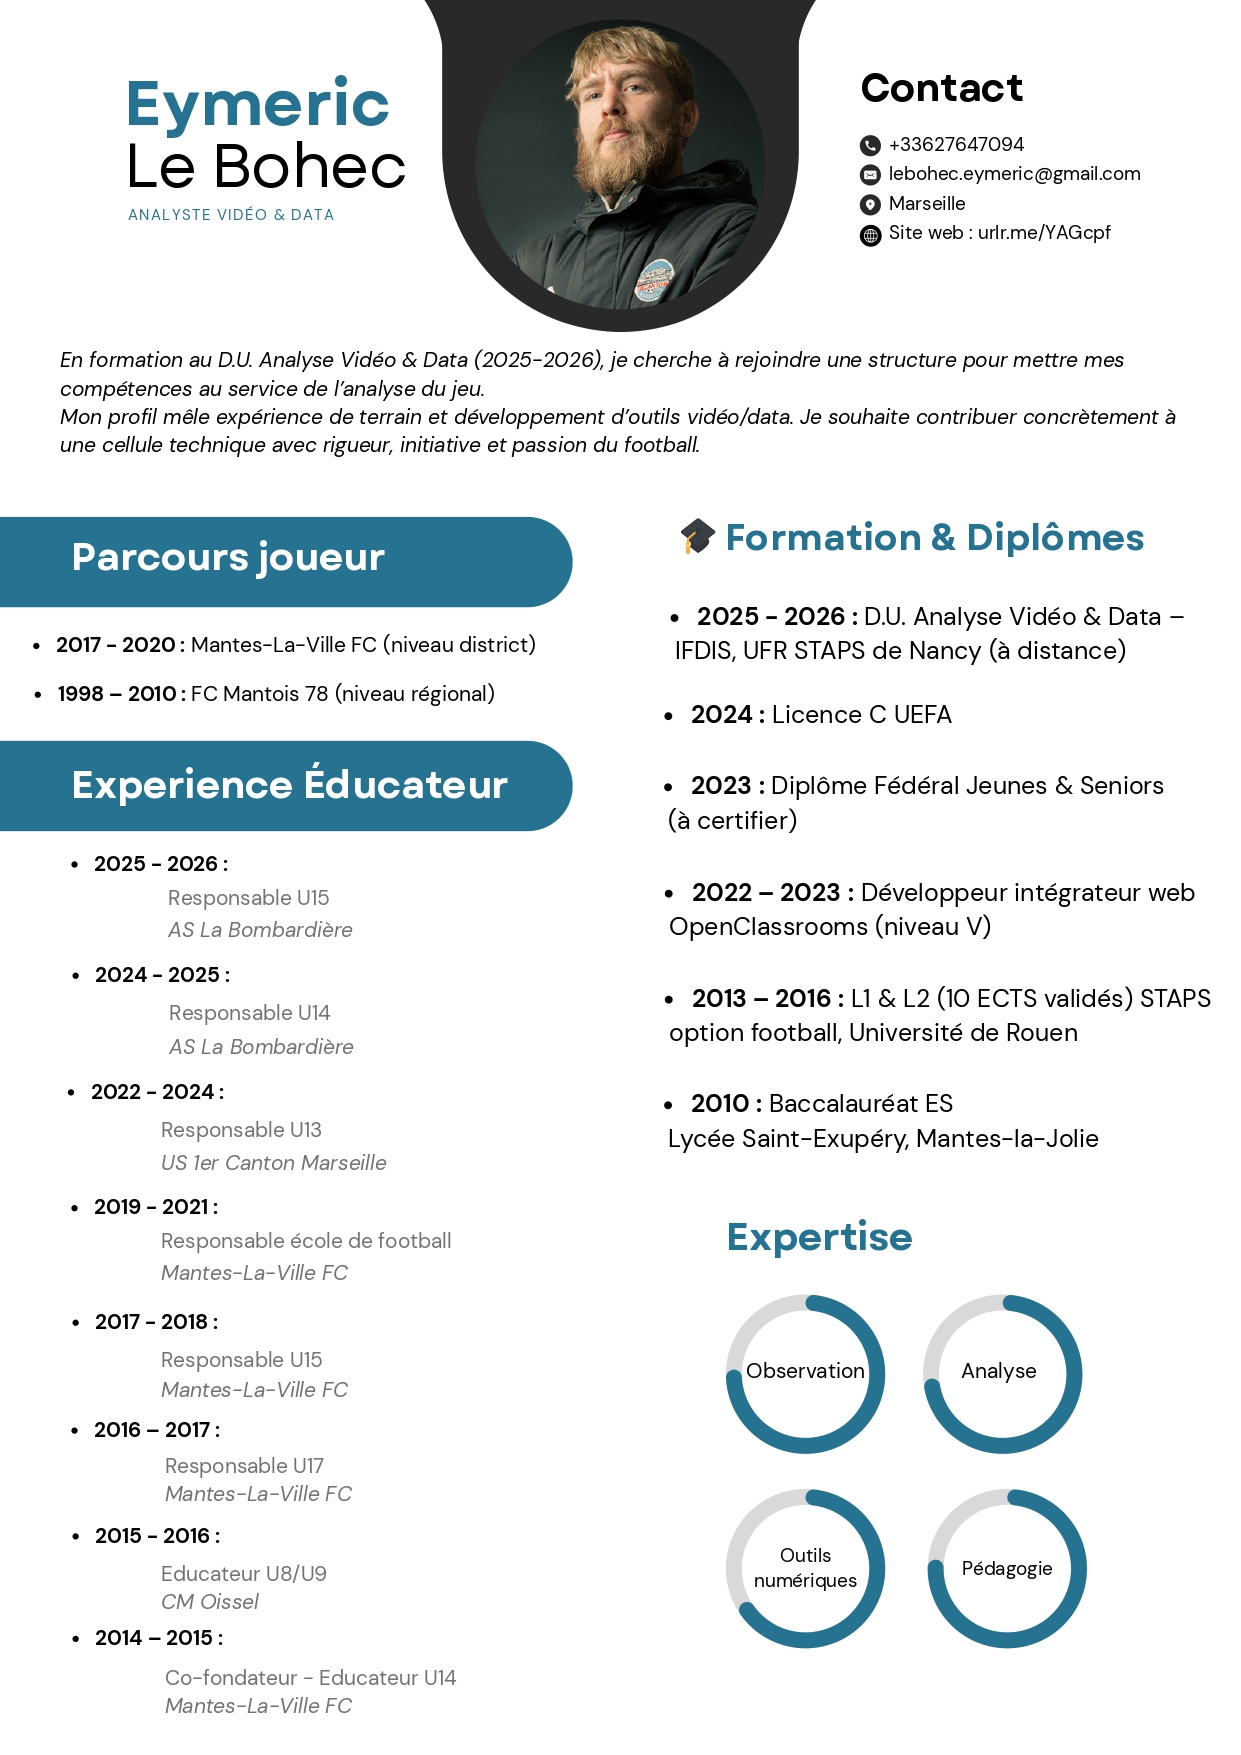 Eymeric
Le Bohec
ANALYSTE VIDÉO & DATA
Contact
+33627647094
lebohec.eymeric@gmail.com
Marseille
Site web : urlr.me/YAGcpf
En formation au D.U. Analyse Vidéo & Data (2025-2026), je cherche à rejoindre une structure pour mettre mes
compétences au service de l’analyse du jeu.
Mon profil mêle expérience de terrain et développement d’outils vidéo/data. Je souhaite contribuer concrètement à
une cellule technique avec rigueur, initiative et passion du football.
Parcours joueur
• 2017 - 2020 : Mantes-La-Ville FC (niveau district)
• 1998 – 2010 : FC Mantois 78 (niveau régional)
Experience Éducateur
• 2025 - 2026 :
Responsable U15
AS La Bombardière
• 2024 - 2025 :
Responsable U14
AS La Bombardière
• 2022 - 2024 :
Responsable U13
US 1er Canton Marseille
• 2019 - 2021 :
Responsable école de football
Mantes-La-Ville FC
• 2017 - 2018 :
Responsable U15
Mantes-La-Ville FC
• 2016 – 2017 :
Responsable U17
Mantes-La-Ville FC
• 2015 - 2016 :
Educateur U8/U9
CM Oissel
• 2014 – 2015 :
Co-fondateur - Educateur U14
Mantes-La-Ville FC
Formation & Diplômes
• 2025 - 2026 : D.U. Analyse Vidéo & Data –
IFDIS, UFR STAPS de Nancy (à distance)
• 2024 : Licence C UEFA
• 2023 : Diplôme Fédéral Jeunes & Seniors
(à certifier)
• 2022 – 2023 : Développeur intégrateur web
OpenClassrooms (niveau V)
• 2013 – 2016 : L1 & L2 (10 ECTS validés) STAPS
option football, Université de Rouen
• 2010 : Baccalauréat ES
Lycée Saint-Exupéry, Mantes-la-Jolie
Expertise
Observation
Analyse
Outils
numériques
Pédagogie